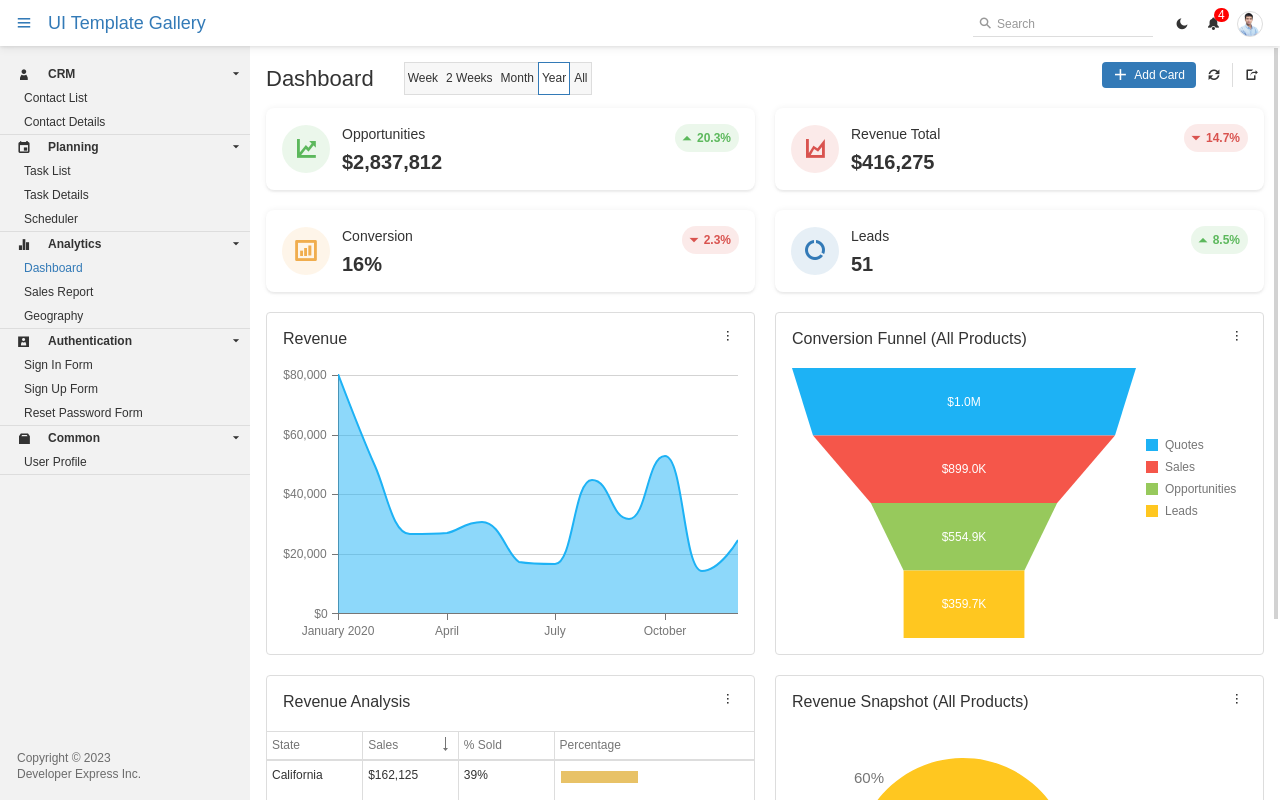 UI Template Gallery
Search
4
CRM
Contact List
Contact Details
Planning
Task List
Task Details
Scheduler
Analytics
Dashboard
Sales Report
Geography
Authentication
Sign In Form
Sign Up Form
Reset Password Form
Common
User Profile
Copyright © 2023
Developer Express Inc.
Dashboard
Week 2 Weeks Month Year All
Add Card
Opportunities
$2,837,812
20.3%
Revenue Total
$416,275
14.7%
Conversion
16%
2.3%
Leads
51
8.5%
Revenue
$80,000
$60,000
$40,000
$20,000
$0
January 2020 April July October
Conversion Funnel (All Products)
$1.0M
$899.0K
$554.9K
$359.7K
Quotes
Sales
Opportunities
Leads
Revenue Analysis
State Sales % Sold Percentage
California $162,125 39%
Revenue Snapshot (All Products)
60%